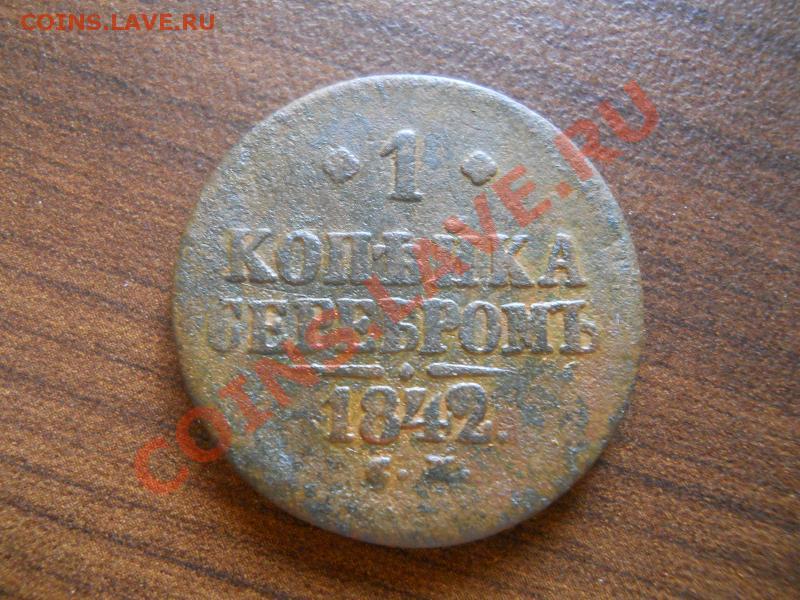 COINS.LAVE.RU
1
КОПѢЙКА
СЕРЕБРОМЪ
1842.
COINS.LAVE.RU